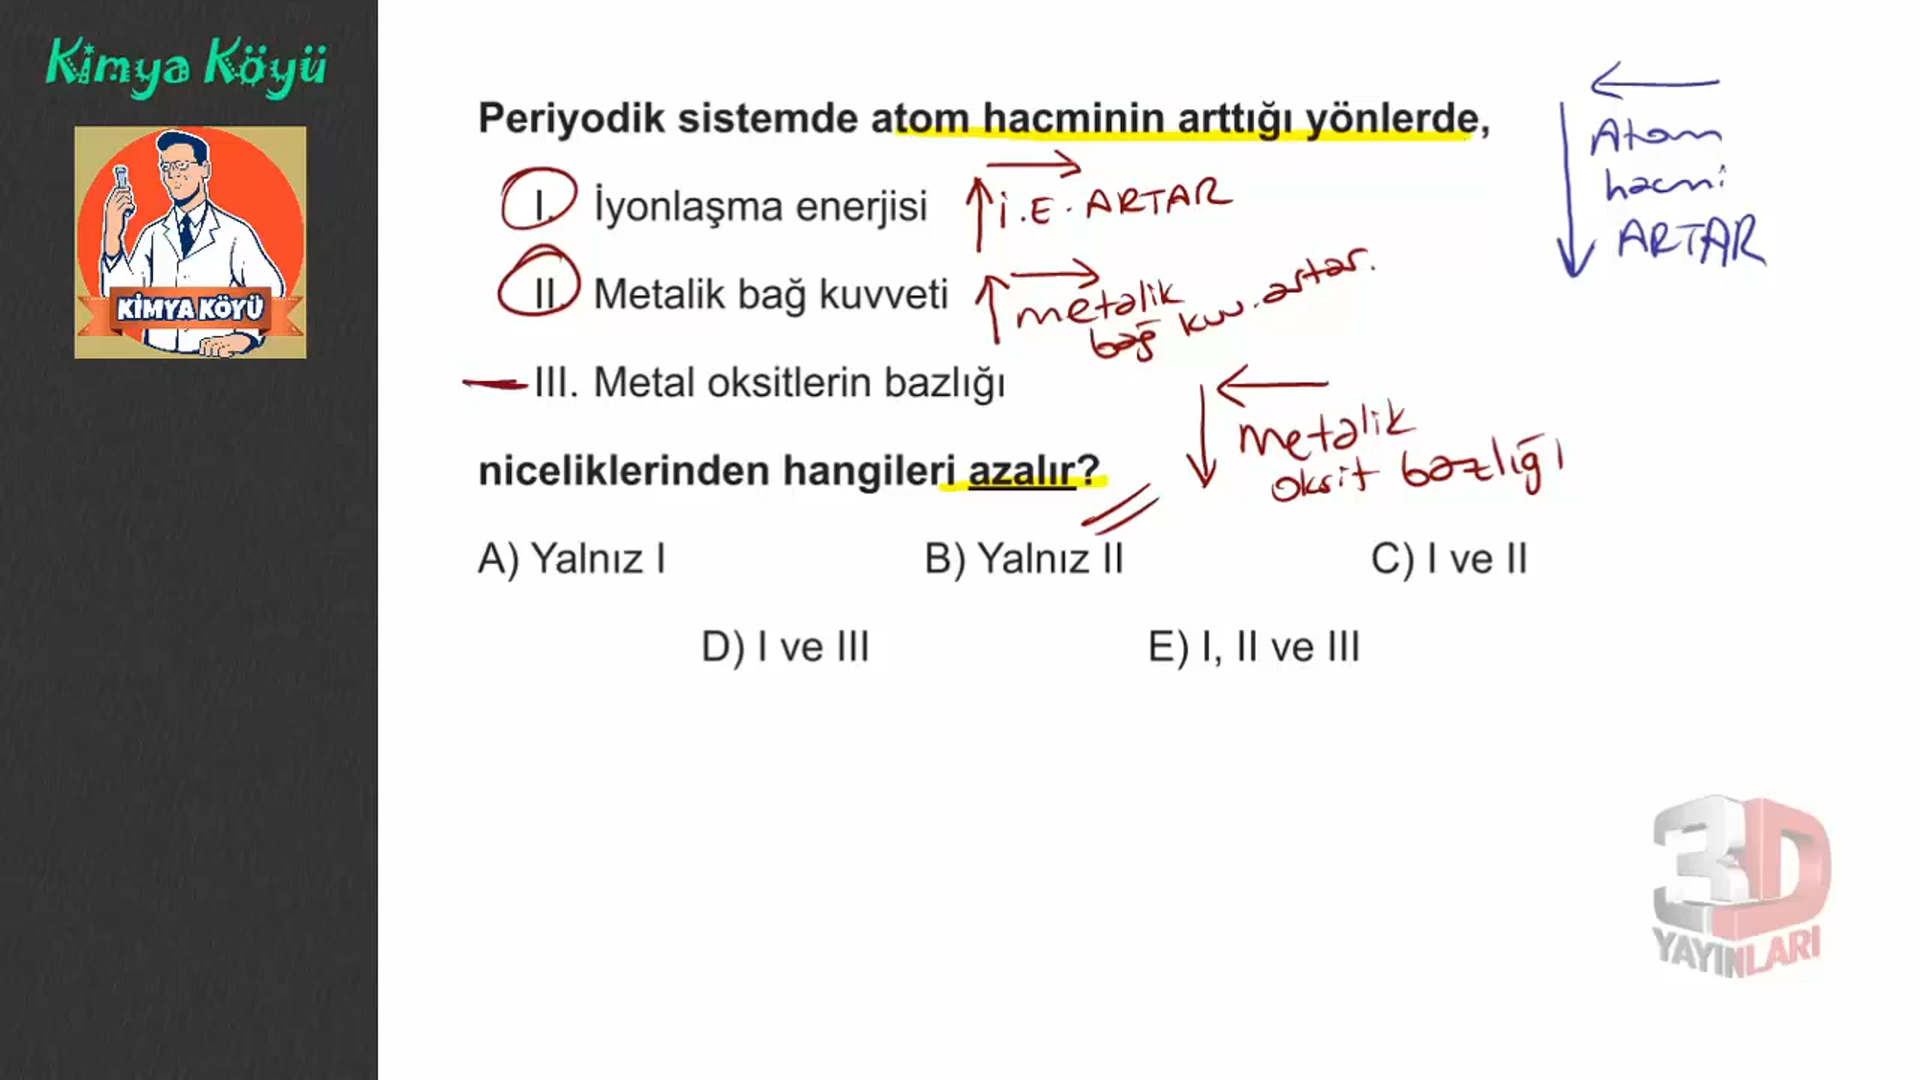 Kimya Köyü
KİMYA KÖYÜ
Periyodik sistemde atom hacminin arttığı yönlerde,
I. İyonlaşma enerjisi
İ.E. ARTAR
II. Metalik bağ kuvveti
metalik
bağ kuv. artar.
III. Metal oksitlerin bazlığı
metalik
oksit bazlığı
niceliklerinden hangileri azalır?
A) Yalnız I
B) Yalnız II
C) I ve II
D) I ve III
E) I, II ve III
Atom
hacmi
ARTAR
3D
YAYINLARI